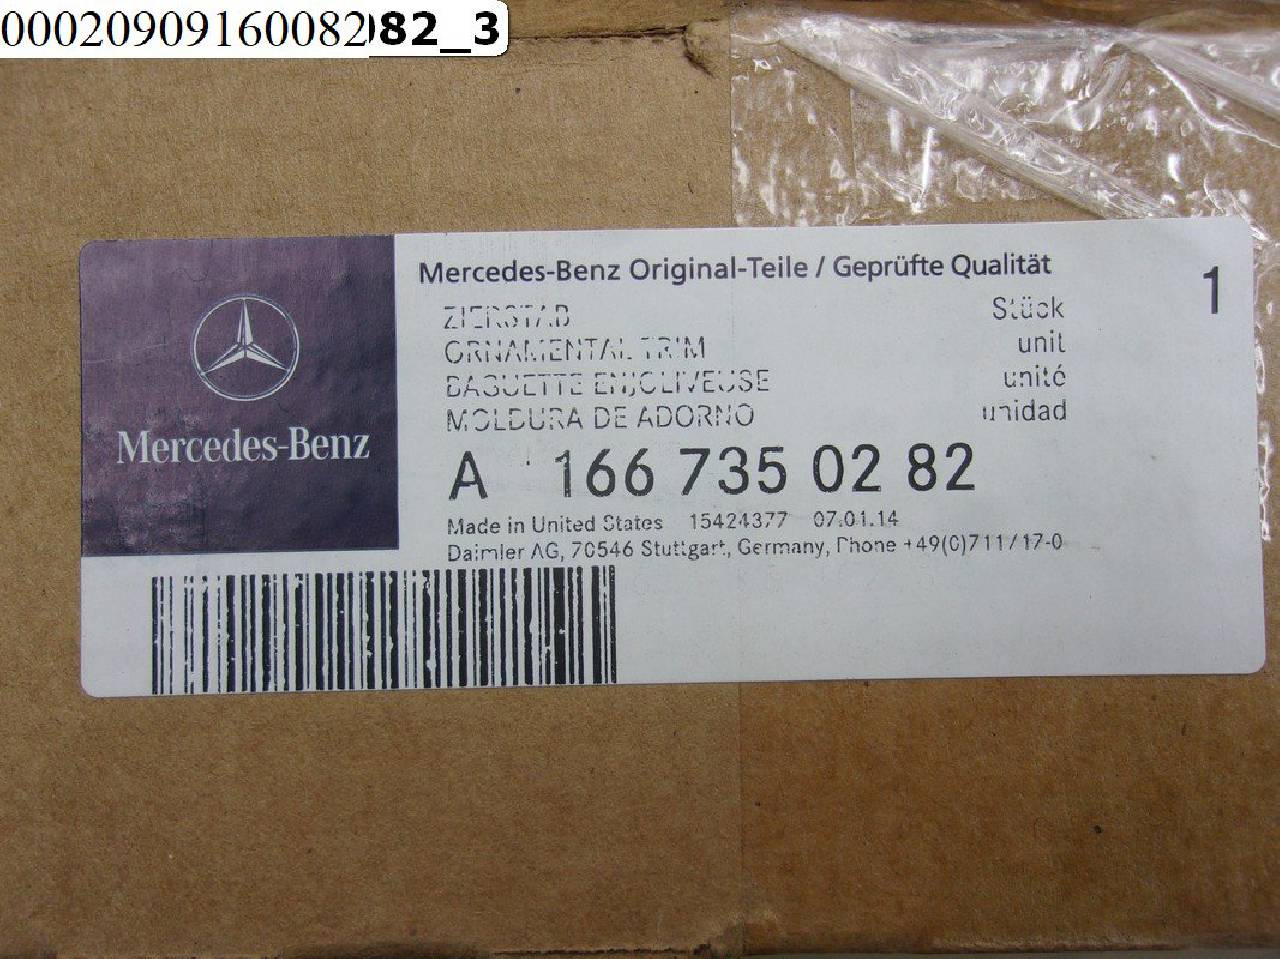 00020909160082
082_3
Mercedes-Benz Original-Teile / Geprüfte Qualität
1
ZIERSTAB Stück
ORNAMENTAL TRIM unit
BAGUETTE ENJOLIVEUSE unité
MOLDURA DE ADORNO unidad
Mercedes-Benz
A 166 735 02 82
Made in United States 15424377 07.01.14
Daimler AG, 70546 Stuttgart, Germany, Phone +49(0)711/17-0